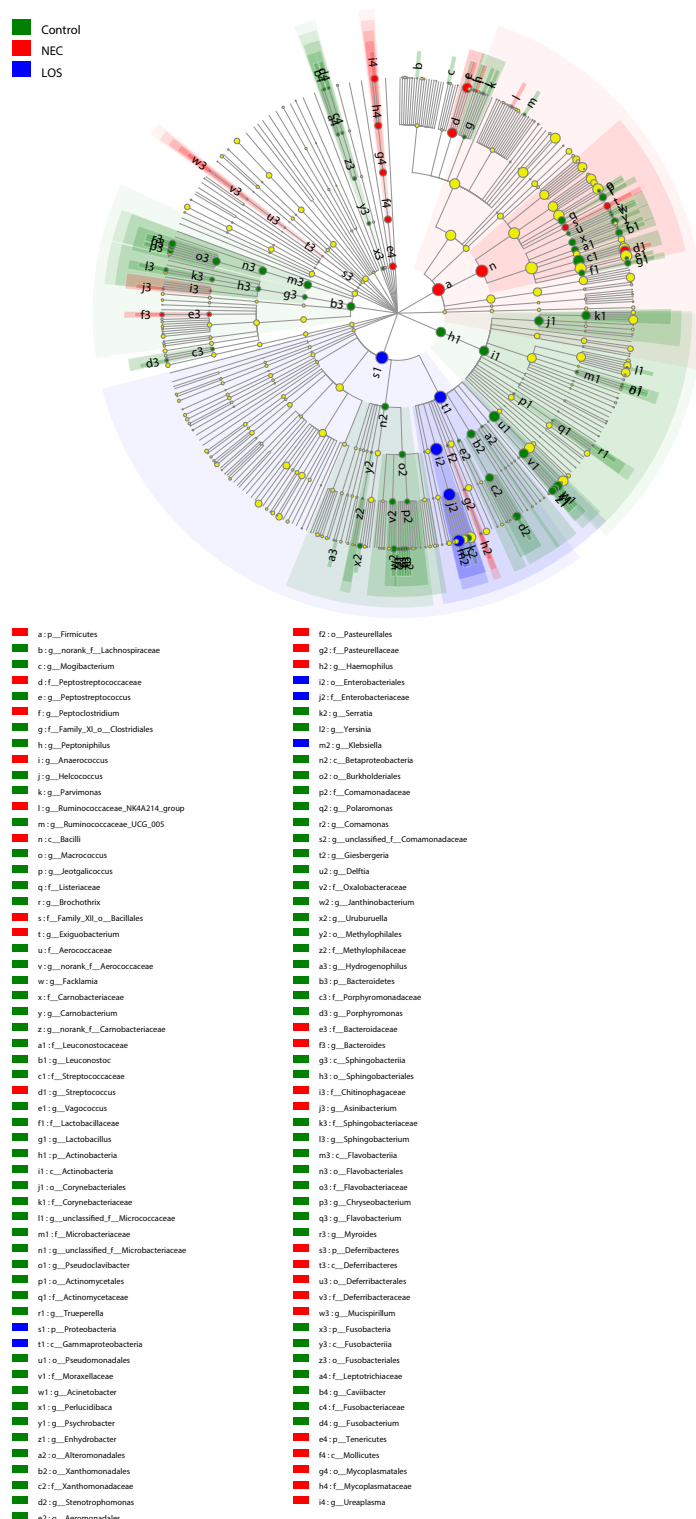 Control
NEC
LOS
a : p__Firmicutes
b : g__norank_f__Lachnospiraceae
c : g__Mogibacterium
d : f__Peptostreptococcaceae
e : g__Peptostreptococcus
f : g__Peptoclostridium
g : f__Family_XI_o__Clostridiales
h : g__Peptoniphilus
i : g__Anaerococcus
j : g__Helcococcus
k : g__Parvimonas
l : g__Ruminococcaceae_NK4A214_group
m : g__Ruminococcaceae_UCG_005
n : c__Bacilli
o : g__Macrococcus
p : g__Jeotgalicoccus
q : f__Listeriaceae
r : g__Brochothrix
s : f__Family_XII_o__Bacillales
t : g__Exiguobacterium
u : f__Aerococcaceae
v : g__norank_f__Aerococcaceae
w : g__Facklamia
x : f__Carnobacteriaceae
y : g__Carnobacterium
z : g__norank_f__Carnobacteriaceae
a1 : f__Leuconostocaceae
b1 : g__Leuconostoc
c1 : f__Streptococcaceae
d1 : g__Streptococcus
e1 : g__Vagococcus
f1 : f__Lactobacillaceae
g1 : g__Lactobacillus
h1 : p__Actinobacteria
i1 : c__Actinobacteria
j1 : o__Corynebacteriales
k1 : f__Corynebacteriaceae
l1 : g__unclassified_f__Micrococcaceae
m1 : f__Microbacteriaceae
n1 : g__unclassified_f__Microbacteriaceae
o1 : g__Pseudoclavibacter
p1 : o__Actinomycetales
q1 : f__Actinomycetaceae
r1 : g__Trueperella
s1 : p__Proteobacteria
t1 : c__Gammaproteobacteria
u1 : o__Pseudomonadales
v1 : f__Moraxellaceae
w1 : g__Acinetobacter
x1 : g__Perlucidibaca
y1 : g__Psychrobacter
z1 : g__Enhydrobacter
a2 : o__Alteromonadales
b2 : o__Xanthomonadales
c2 : f__Xanthomonadaceae
d2 : g__Stenotrophomonas
e2 : o__Aeromonadales
f2 : o__Pasteurellales
g2 : f__Pasteurellaceae
h2 : g__Haemophilus
i2 : o__Enterobacteriales
j2 : f__Enterobacteriaceae
k2 : g__Serratia
l2 : g__Yersinia
m2 : g__Klebsiella
n2 : c__Betaproteobacteria
o2 : o__Burkholderiales
p2 : f__Comamonadaceae
q2 : g__Polaromonas
r2 : g__Comamonas
s2 : g__unclassified_f__Comamonadaceae
t2 : g__Giesbergeria
u2 : g__Delftia
v2 : f__Oxalobacteraceae
w2 : g__Janthinobacterium
x2 : g__Uruburuella
y2 : o__Methylophilales
z2 : f__Methylophilaceae
a3 : g__Hydrogenophilus
b3 : p__Bacteroidetes
c3 : f__Porphyromonadaceae
d3 : g__Porphyromonas
e3 : f__Bacteroidaceae
f3 : g__Bacteroides
g3 : c__Sphingobacteriia
h3 : o__Sphingobacteriales
i3 : f__Chitinophagaceae
j3 : g__Asinibacterium
k3 : f__Sphingobacteriaceae
l3 : g__Sphingobacterium
m3 : c__Flavobacteriia
n3 : o__Flavobacteriales
o3 : f__Flavobacteriaceae
p3 : g__Chryseobacterium
q3 : g__Flavobacterium
r3 : g__Myroides
s3 : p__Deferribacteres
t3 : c__Deferribacteres
u3 : o__Deferribacterales
v3 : f__Deferribacteraceae
w3 : g__Mucispirillum
x3 : p__Fusobacteria
y3 : c__Fusobacteriia
z3 : o__Fusobacteriales
a4 : f__Leptotrichiaceae
b4 : g__Caviibacter
c4 : f__Fusobacteriaceae
d4 : g__Fusobacterium
e4 : p__Tenericutes
f4 : c__Mollicutes
g4 : o__Mycoplasmatales
h4 : f__Mycoplasmataceae
i4 : g__Ureaplasma